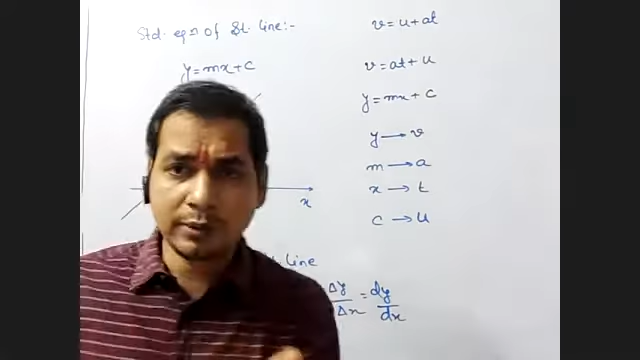 Std. eqn of St. line:-
y = mx + c
x
line
Δy/Δx = dy/dx
v = u + at
v = at + u
y = mx + c
y → v
m → a
x → t
c → u